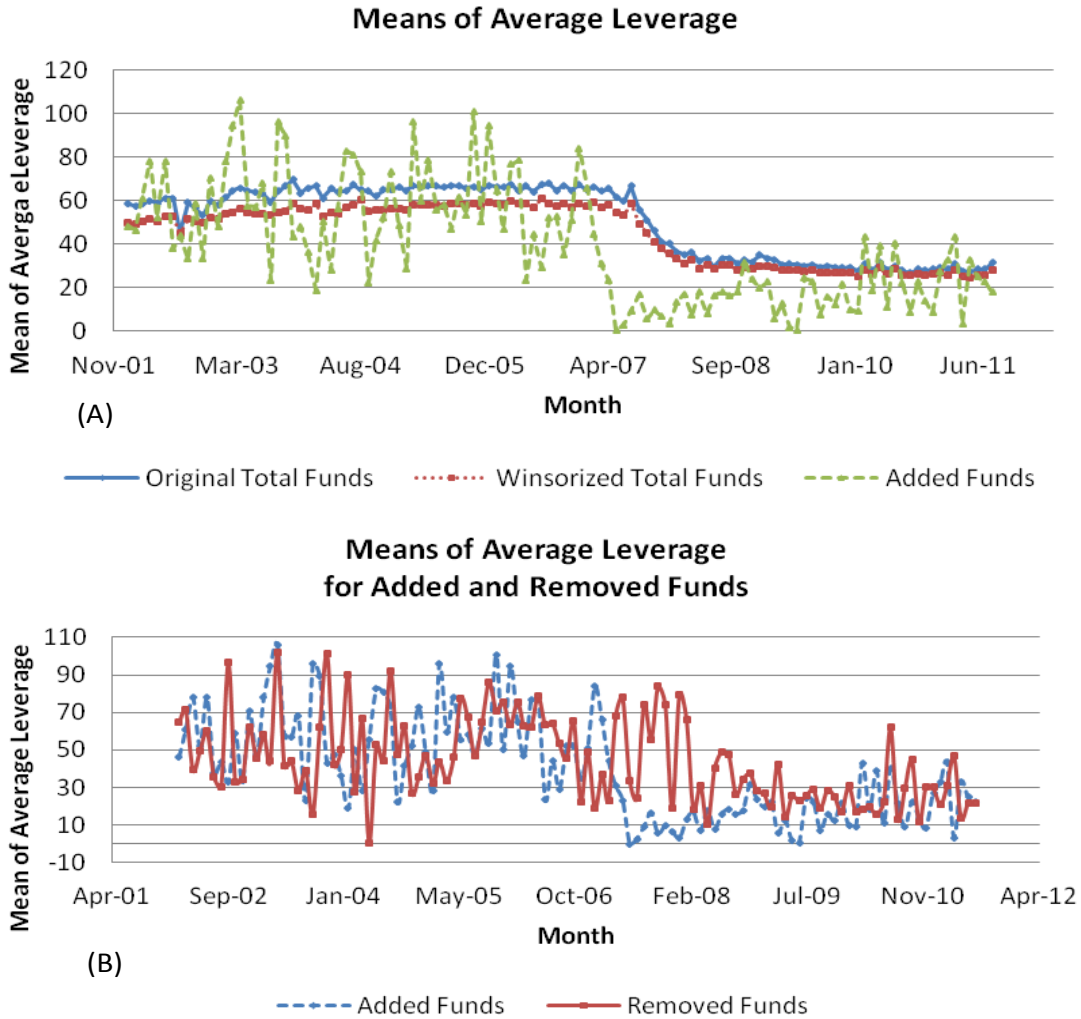 Means of Average Leverage
Mean of Averga eLeverage
120
100
80
60
40
20
0
Nov-01 Mar-03 Aug-04 Dec-05 Apr-07 Sep-08 Jan-10 Jun-11
Month
(A)
Original Total Funds Winsorized Total Funds Added Funds
Means of Average Leverage
for Added and Removed Funds
Mean of Average Leverage
110
90
70
50
30
10
-10
Apr-01 Sep-02 Jan-04 May-05 Oct-06 Feb-08 Jul-09 Nov-10 Apr-12
Month
(B)
Added Funds Removed Funds